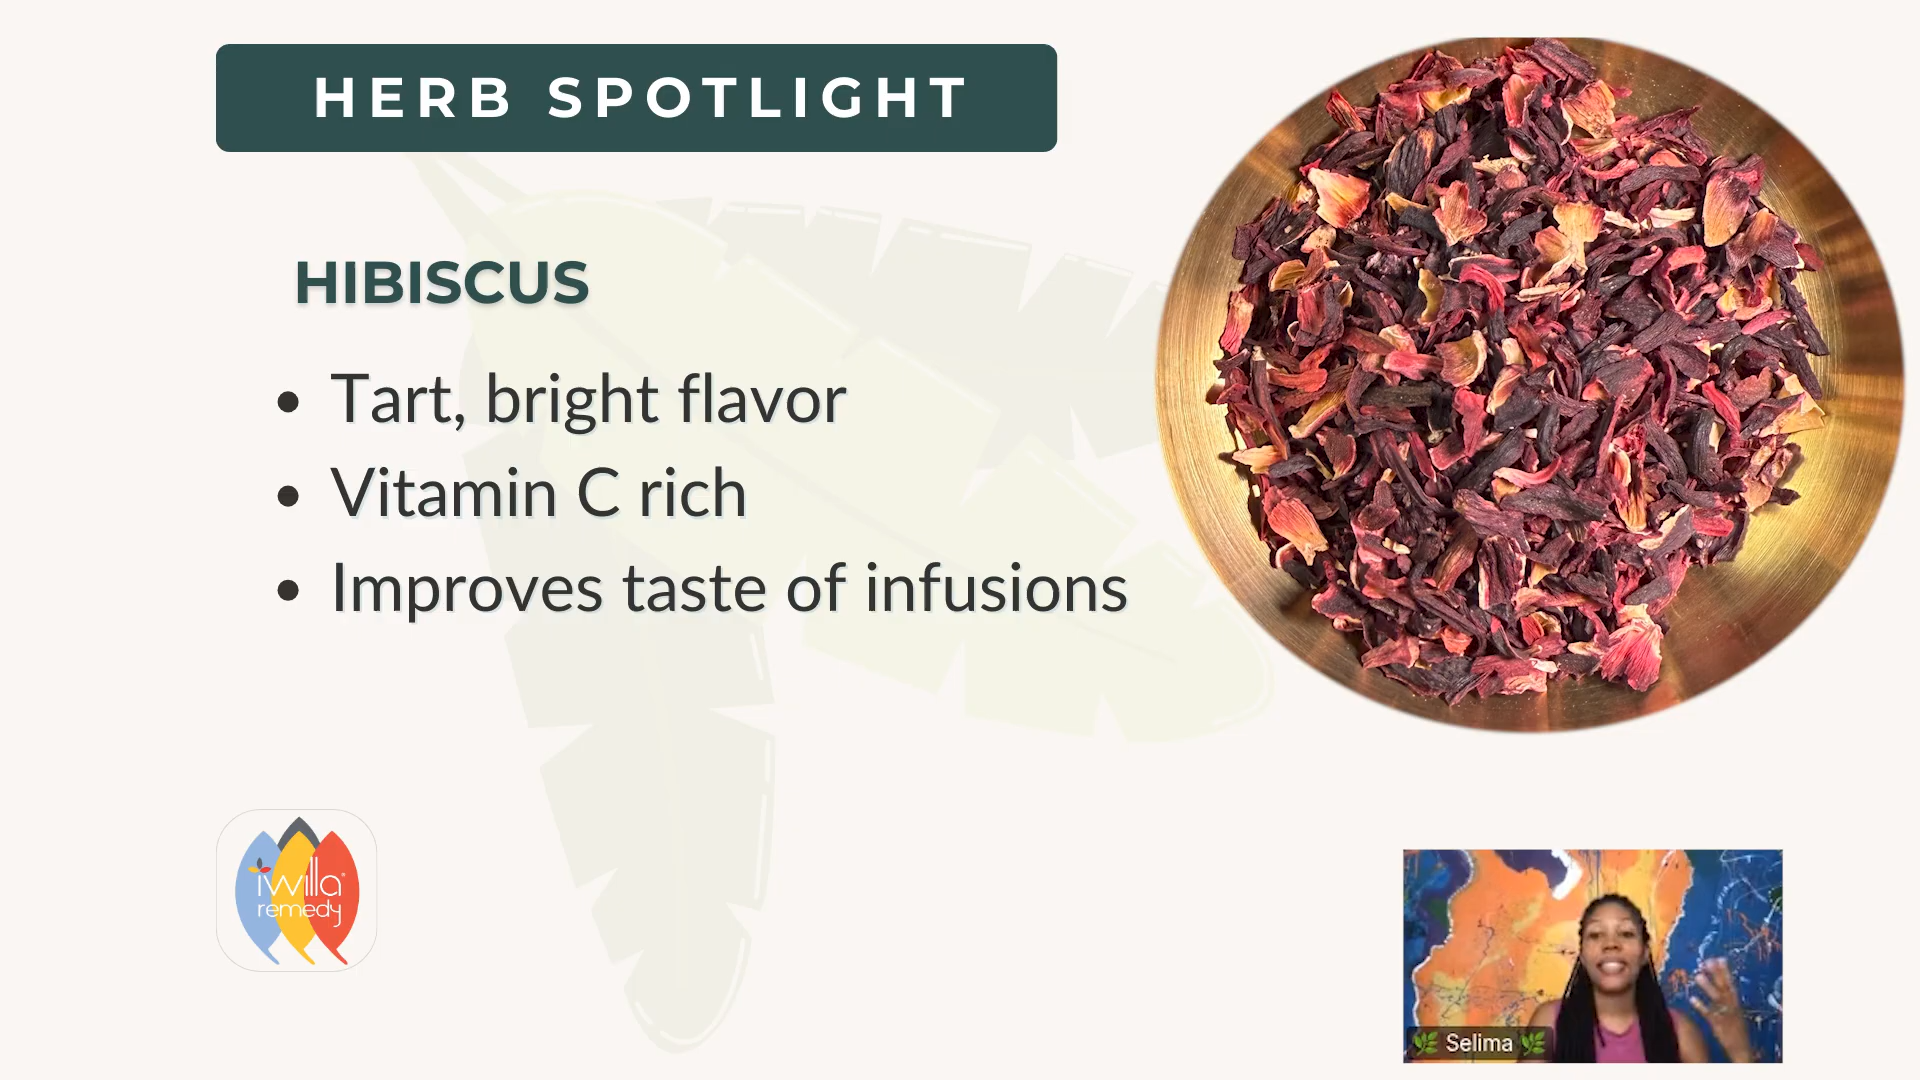 HERB SPOTLIGHT
HIBISCUS
• Tart, bright flavor
• Vitamin C rich
• Improves taste of infusions
iwilla
remedy
🌿 Selima 🌿